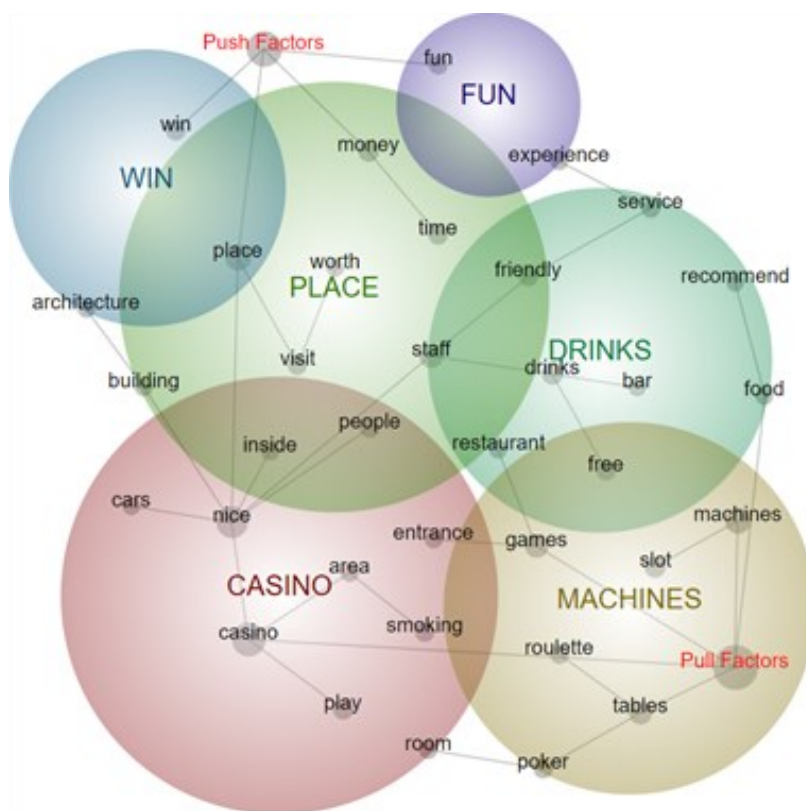 Push Factors
fun
FUN
win
money
experience
WIN
service
time
place
worth
friendly
recommend
PLACE
architecture
staff
DRINKS
visit
drinks
building
bar
food
people
inside
restaurant
free
cars
nice
machines
entrance
games
area
slot
CASINO
MACHINES
casino
smoking
roulette
Pull Factors
play
tables
room
poker